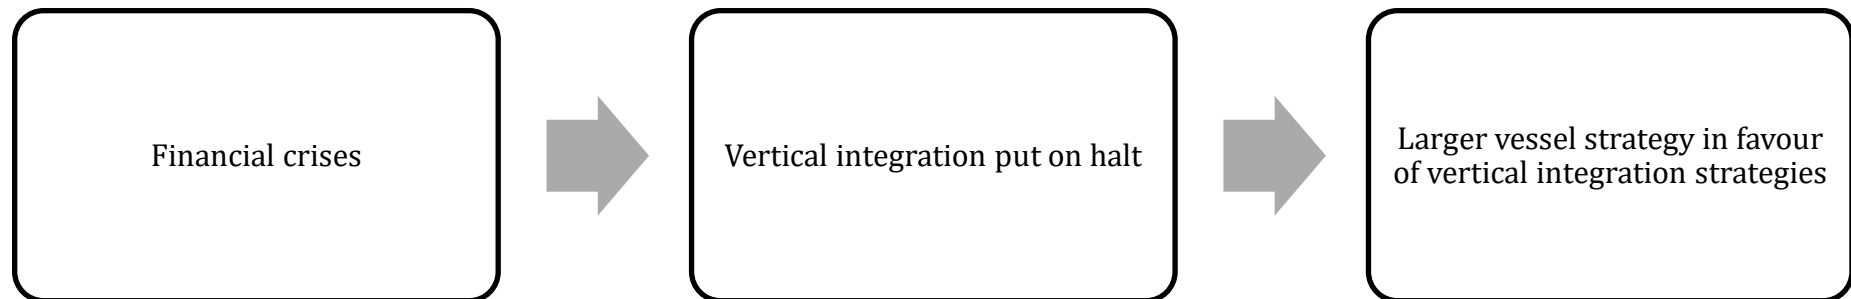 Financial crises
Vertical integration put on halt
Larger vessel strategy in favour
of vertical integration strategies